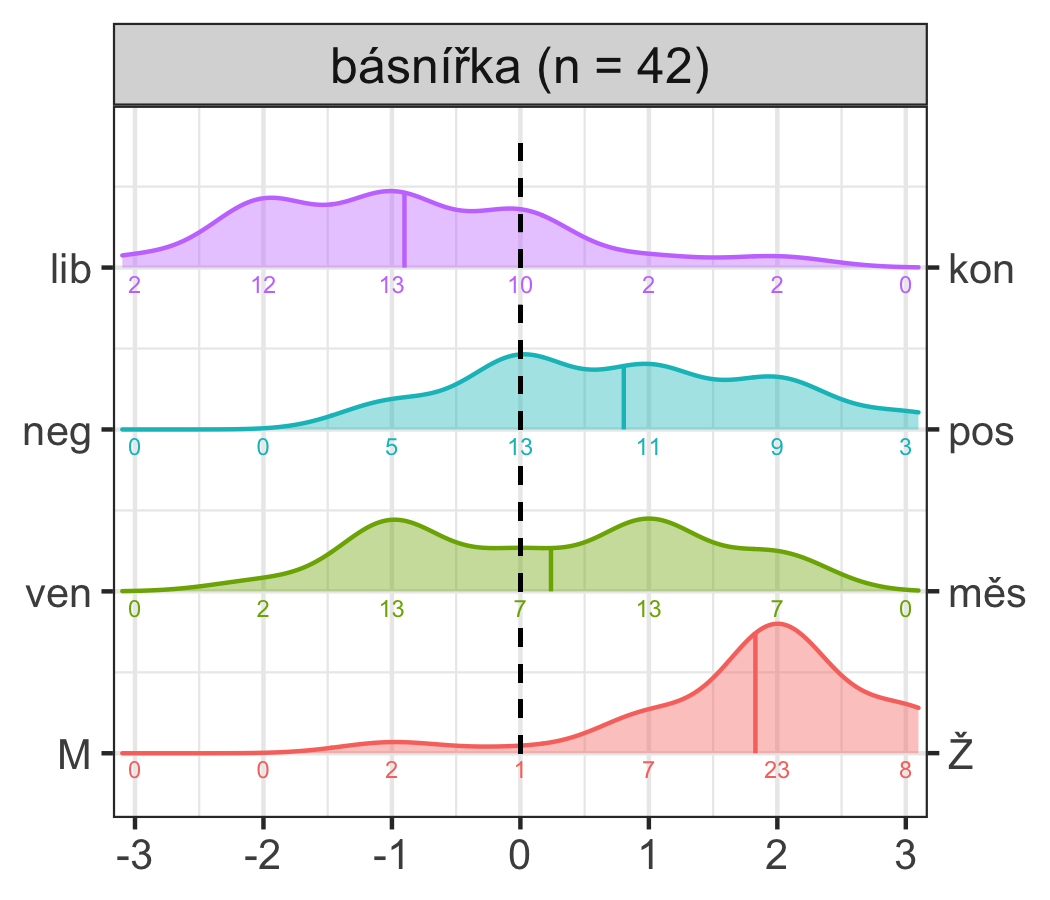 básnířka (n = 42)
lib kon
2 12 13 10 2 2 0
neg pos
0 0 5 13 11 9 3
ven měs
0 2 13 7 13 7 0
M Ž
0 0 2 1 7 23 8
-3 -2 -1 0 1 2 3